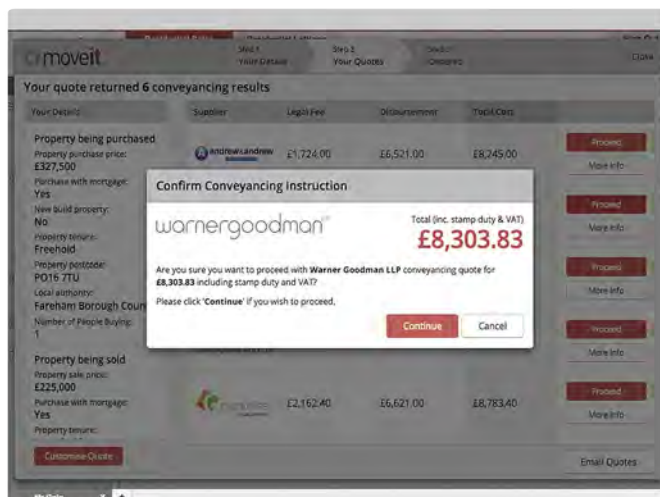 moveit
Your Details
Your Quotes
Close
Your quote returned 6 conveyancing results
Your Details
Supplier
Legal Fee
Disbursement
Total Cost
Property being purchased
Property purchase price:
£327,500
Purchase with mortgage:
Yes
New build property:
No
Property tenure:
Freehold
Property postcode:
PO16 7TU
Local authority:
Fareham Borough Coun
Number of People Buying:
1
Property being sold
Property sale price:
£225,000
Purchase with mortgage:
Yes
Property tenure:
Customise Quote
andrew&andrew £1,724.00 £6,521.00 £8,245.00
Proceed
More Info
Proceed
More Info
Proceed
More Info
Proceed
More Info
£2,162.40 £6,621.00 £8,783.40
Proceed
More Info
Email Quotes
Confirm Conveyancing Instruction
warnergoodman
Total (inc. stamp duty & VAT)
£8,303.83
Are you sure you want to proceed with Warner Goodman LLP conveyancing quote for
£8,303.83 including stamp duty and VAT?
Please click 'Continue' if you wish to proceed.
Continue
Cancel